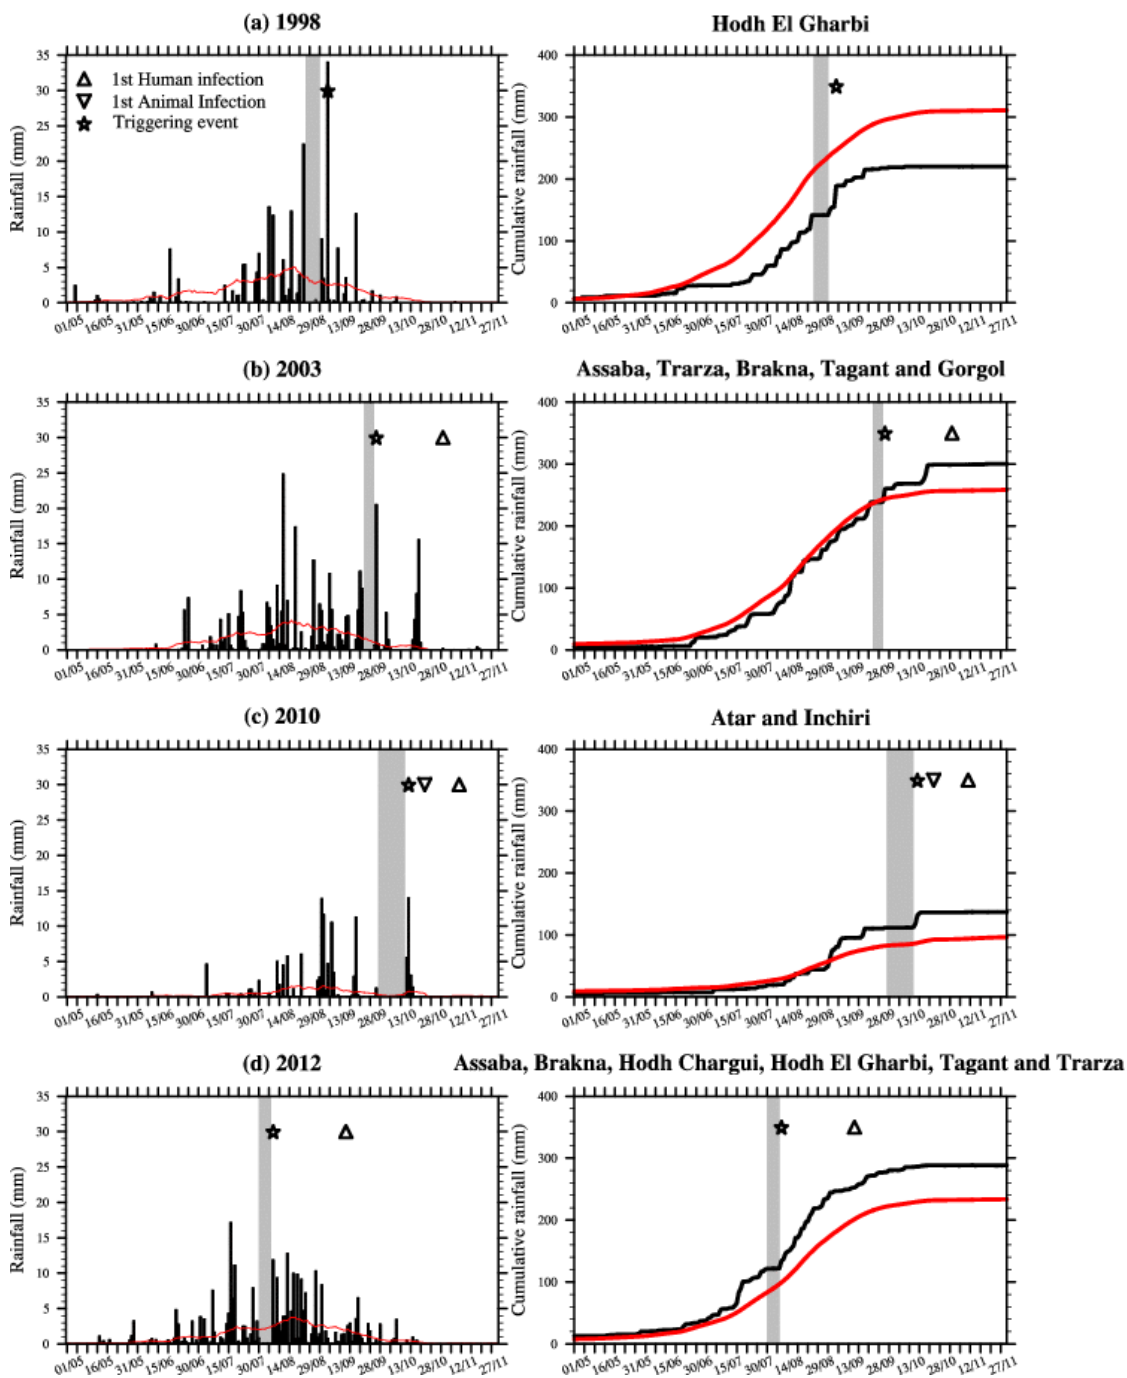 (a) 1998
Hodh El Gharbi
35
30
25
20
15
10
5
0
Rainfall (mm)
1st Human infection
1st Animal Infection
Triggering event
01/05 16/05 31/05 15/06 30/06 15/07 30/07 14/08 29/08 13/09 28/09 13/10 28/10 12/11 27/11
400
300
200
100
0
Cumulative rainfall (mm)
01/05 16/05 31/05 15/06 30/06 15/07 30/07 14/08 29/08 13/09 28/09 13/10 28/10 12/11 27/11
(b) 2003
Assaba, Trarza, Brakna, Tagant and Gorgol
35
30
25
20
15
10
5
0
Rainfall (mm)
01/05 16/05 31/05 15/06 30/06 15/07 30/07 14/08 29/08 13/09 28/09 13/10 28/10 12/11 27/11
400
300
200
100
0
Cumulative rainfall (mm)
01/05 16/05 31/05 15/06 30/06 15/07 30/07 14/08 29/08 13/09 28/09 13/10 28/10 12/11 27/11
(c) 2010
Atar and Inchiri
35
30
25
20
15
10
5
0
Rainfall (mm)
01/05 16/05 31/05 15/06 30/06 15/07 30/07 14/08 29/08 13/09 28/09 13/10 28/10 12/11 27/11
400
300
200
100
0
Cumulative rainfall (mm)
01/05 16/05 31/05 15/06 30/06 15/07 30/07 14/08 29/08 13/09 28/09 13/10 28/10 12/11 27/11
(d) 2012
Assaba, Brakna, Hodh Chargui, Hodh El Gharbi, Tagant and Trarza
35
30
25
20
15
10
5
0
Rainfall (mm)
01/05 16/05 31/05 15/06 30/06 15/07 30/07 14/08 29/08 13/09 28/09 13/10 28/10 12/11 27/11
400
300
200
100
0
Cumulative rainfall (mm)
01/05 16/05 31/05 15/06 30/06 15/07 30/07 14/08 29/08 13/09 28/09 13/10 28/10 12/11 27/11